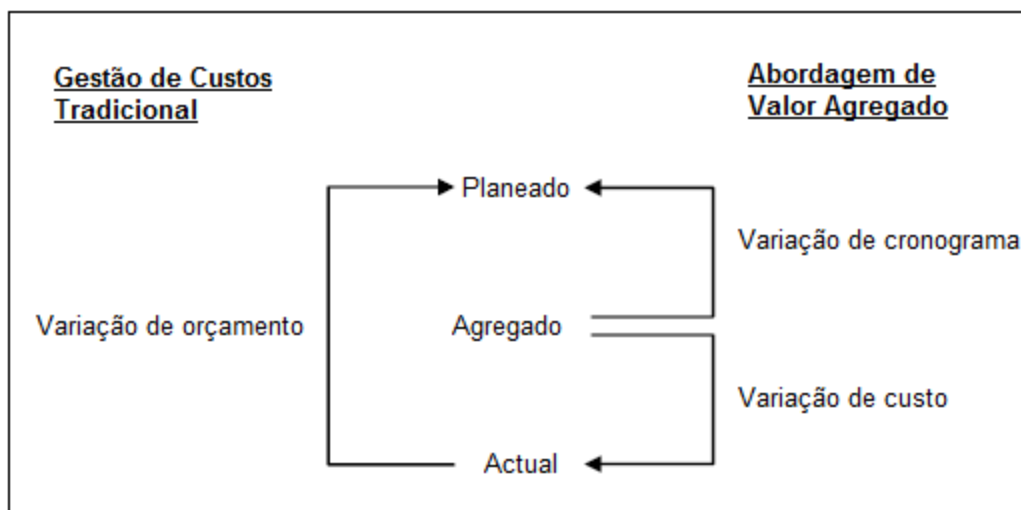 Gestão de Custos
Tradicional
Abordagem de
Valor Agregado
Planeado
Variação de cronograma
Variação de orçamento
Agregado
Variação de custo
Actual